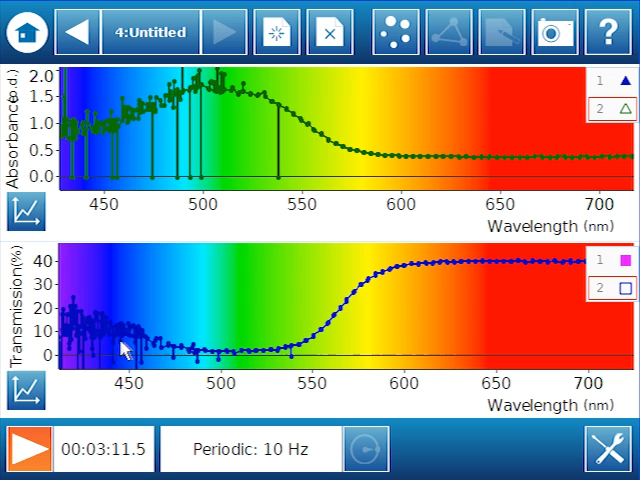 4:Untitled
?
Absorbance(o.d.)
2.0
1.5
1.0
0.5
0.0
1
2
450 500 550 600 650 700
Wavelength (nm)
Transmission(%)
40
30
20
10
0
1
2
450 500 550 600 650 700
Wavelength (nm)
00:03:11.5
Periodic: 10 Hz